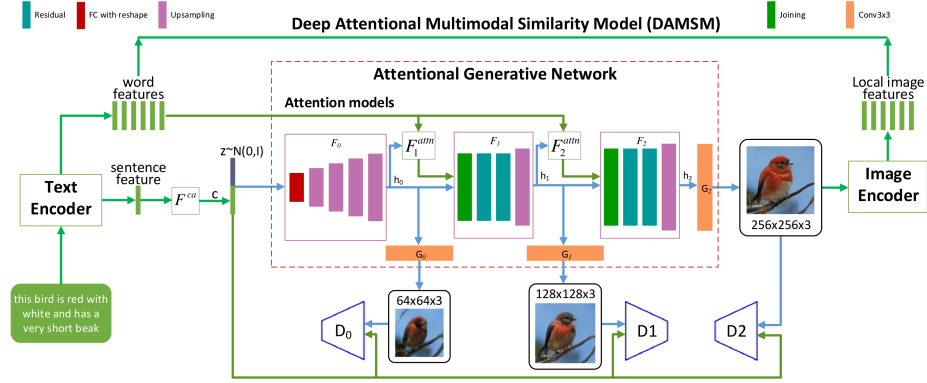 Residual
FC with reshape
Upsampling
Deep Attentional Multimodal Similarity Model (DAMSM)
Joining
Conv3x3
word
features
Attentional Generative Network
Local image
features
Attention models
z~N(0,I)
F₀
F₁ᵃᵗᵗⁿ
F₁
F₂ᵃᵗᵗⁿ
F₂
Text
Encoder
sentence
feature
Fᶜᵃ
c
h₀
h₁
h₂
G₂
Image
Encoder
256x256x3
G₀
G₁
this bird is red with
white and has a
very short beak
64x64x3
128x128x3
D₀
D1
D2